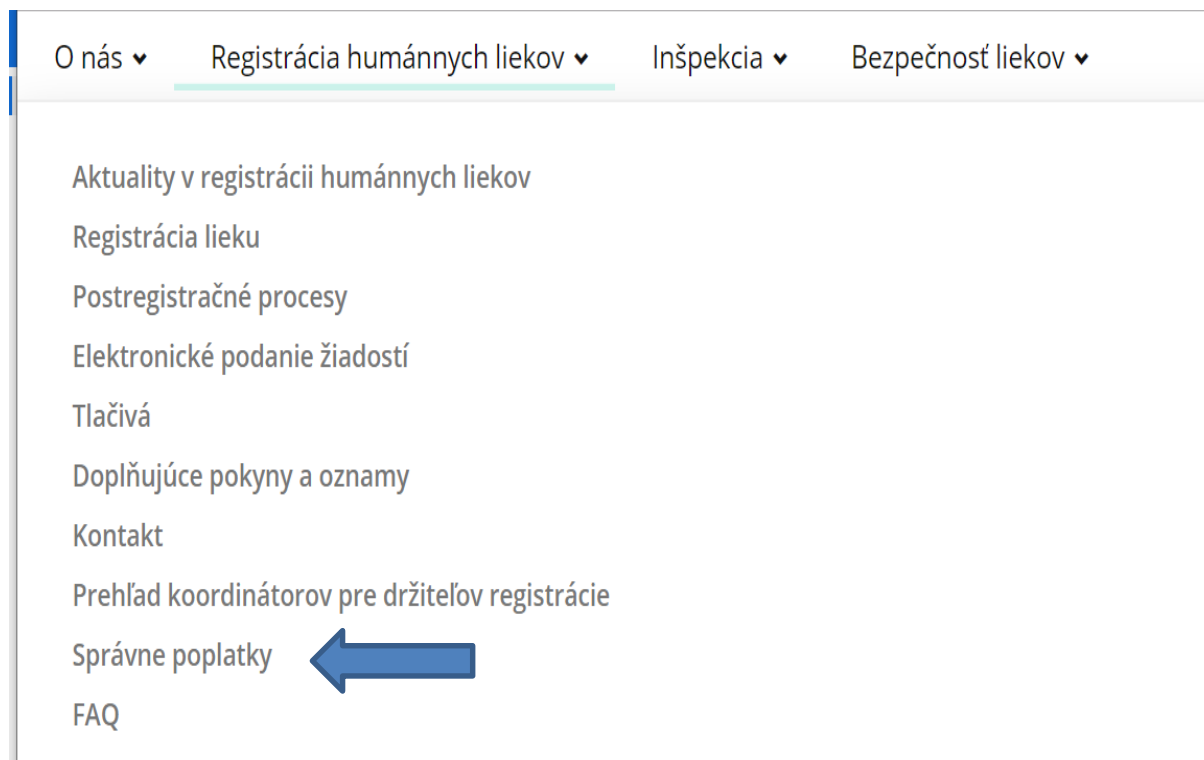 O nás Registrácia humánnych liekov Inšpekcia Bezpečnosť liekov
Aktuality v registrácii humánnych liekov
Registrácia lieku
Postregistračné procesy
Elektronické podanie žiadostí
Tlačivá
Doplňujúce pokyny a oznamy
Kontakt
Prehľad koordinátorov pre držiteľov registrácie
Správne poplatky
FAQ